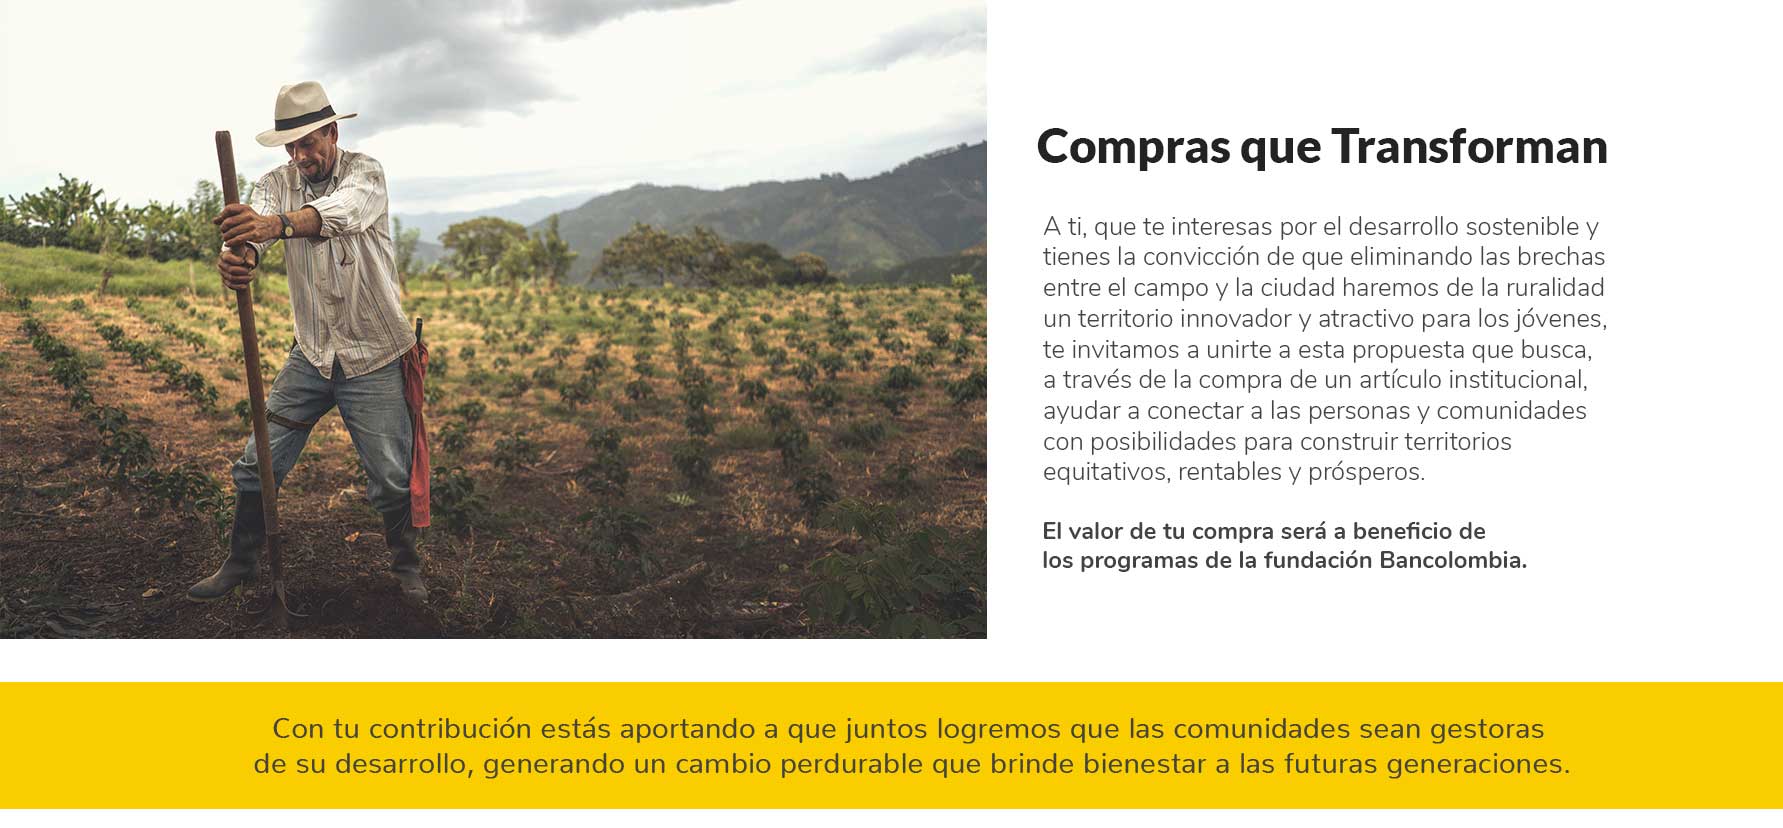 Compras que Transforman
A ti, que te interesas por el desarrollo sostenible y
tienes la convicción de que eliminando las brechas
entre el campo y la ciudad haremos de la ruralidad
un territorio innovador y atractivo para los jóvenes,
te invitamos a unirte a esta propuesta que busca,
a través de la compra de un artículo institucional,
ayudar a conectar a las personas y comunidades
con posibilidades para construir territorios
equitativos, rentables y prósperos.
El valor de tu compra será a beneficio de
los programas de la fundación Bancolombia.
Con tu contribución estás aportando a que juntos logremos que las comunidades sean gestoras
de su desarrollo, generando un cambio perdurable que brinde bienestar a las futuras generaciones.